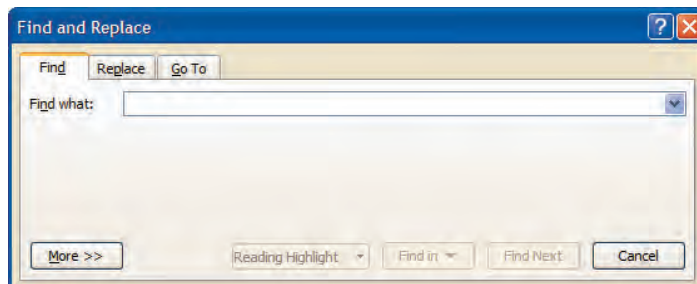 Find and Replace
Find Replace Go To
Find what:
More >> Reading Highlight Find in Find Next Cancel